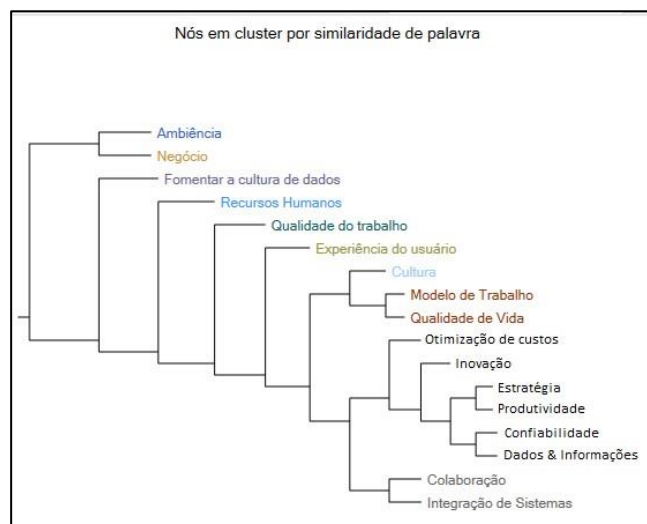 Nós em cluster por similaridade de palavra
Ambiência
Negócio
Fomentar a cultura de dados
Recursos Humanos
Qualidade do trabalho
Experiência do usuário
Cultura
Modelo de Trabalho
Qualidade de Vida
Otimização de custos
Inovação
Estratégia
Produtividade
Confiabilidade
Dados & Informações
Colaboração
Integração de Sistemas